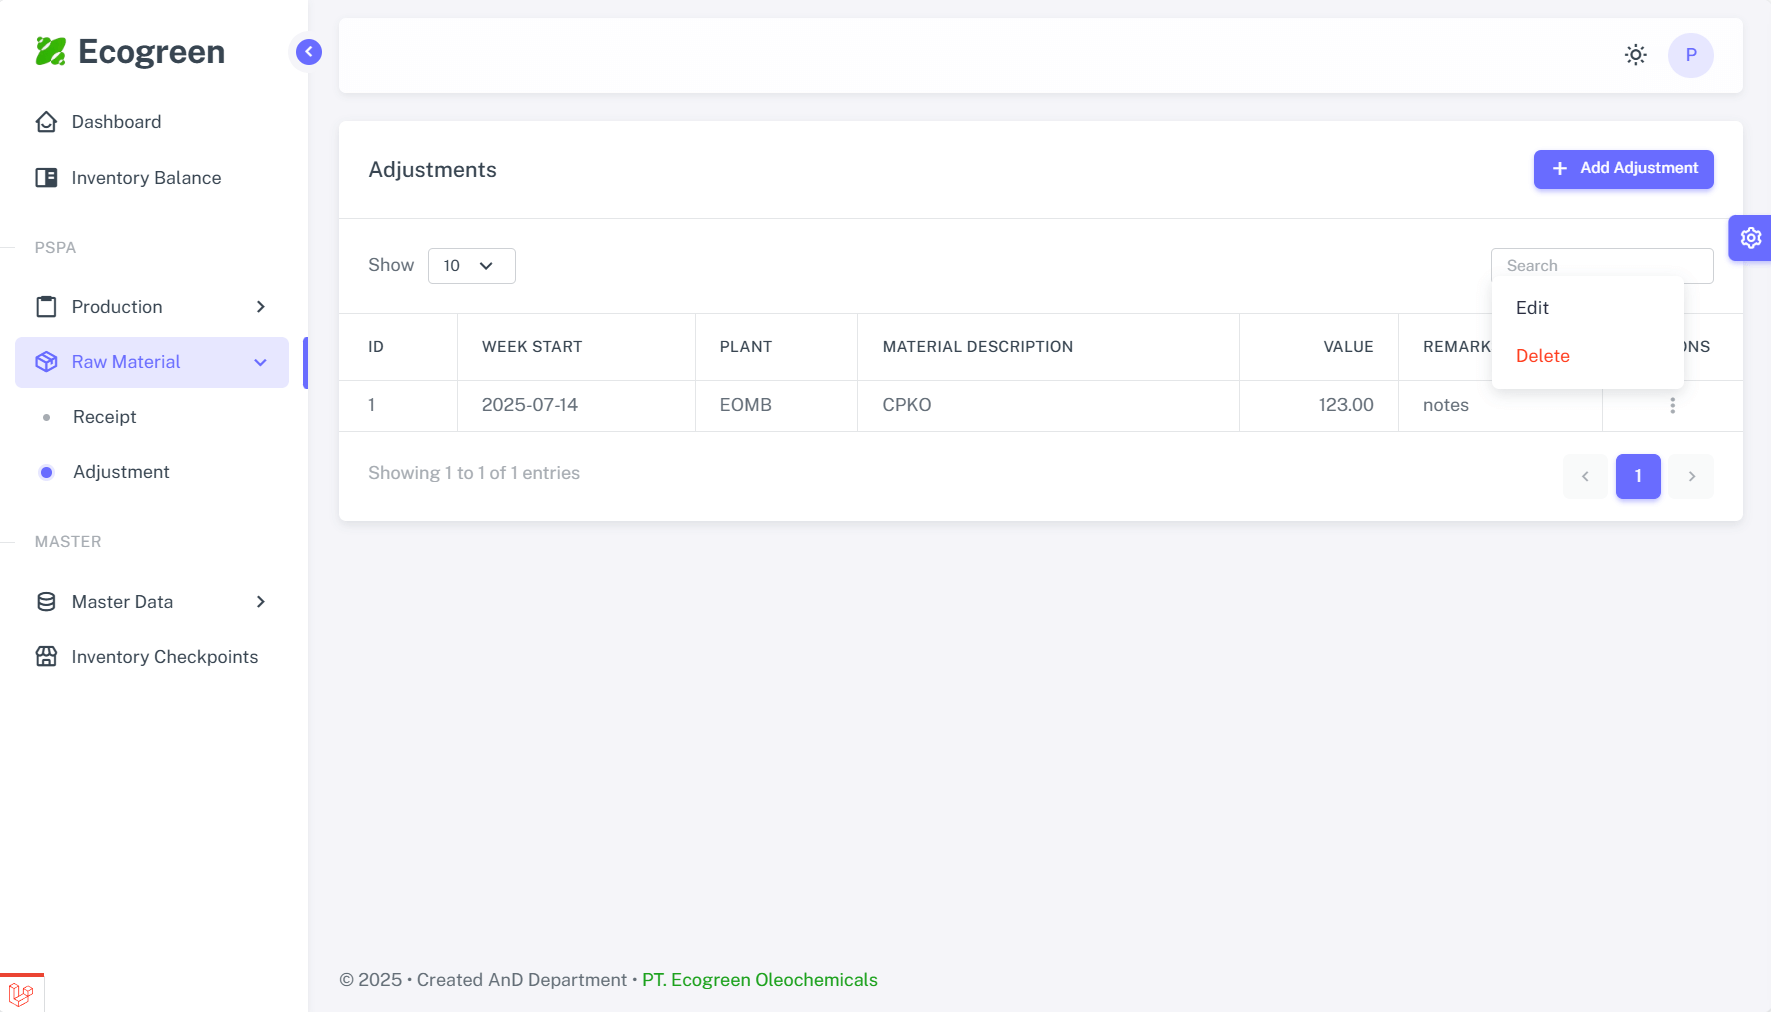 Ecogreen
P
Dashboard
Inventory Balance
PSPA
Production
Raw Material
Receipt
Adjustment
MASTER
Master Data
Inventory Checkpoints
Adjustments
Add Adjustment
Show 10
Search
Edit
Delete
ID WEEK START PLANT MATERIAL DESCRIPTION VALUE REMARK
1 2025-07-14 EOMB CPKO 123.00 notes
Showing 1 to 1 of 1 entries
1
© 2025 • Created AnD Department • PT. Ecogreen Oleochemicals